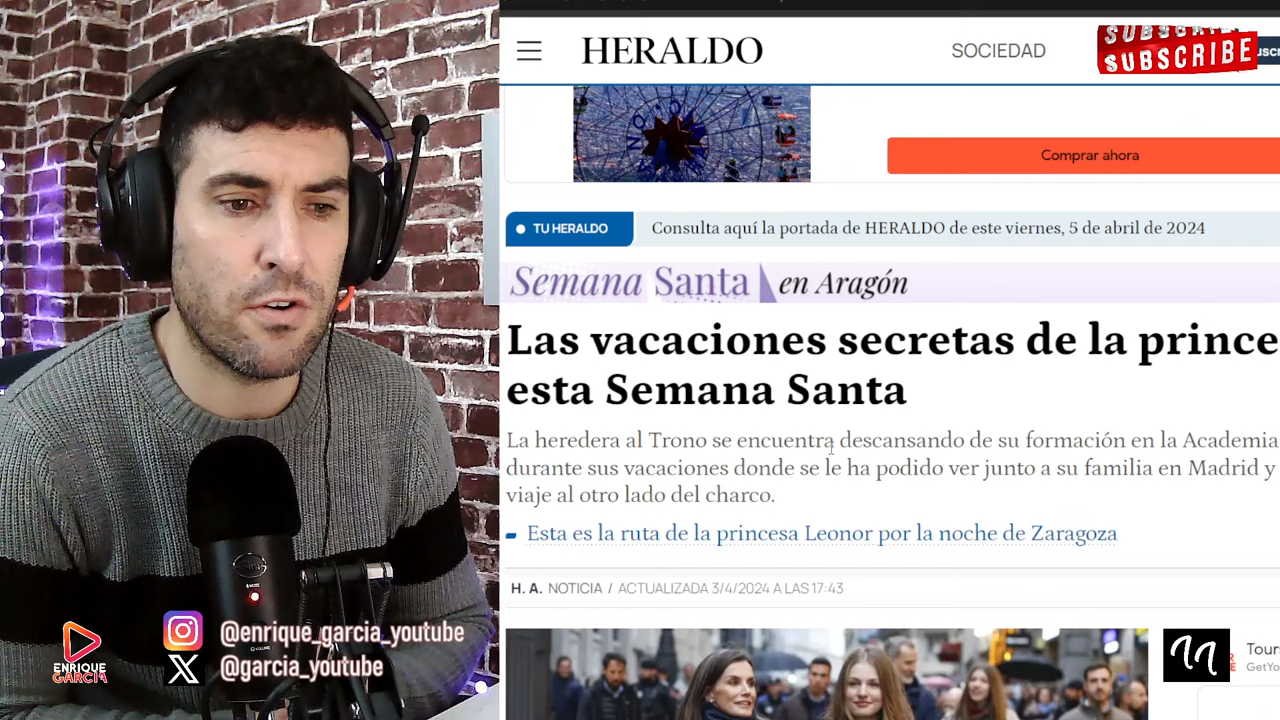 HERALDO
SOCIEDAD
SUBSCRIBE
SUBSCRIBE
Comprar ahora
TU HERALDO
Consulta aquí la portada de HERALDO de este viernes, 5 de abril de 2024
Semana Santa en Aragón
Las vacaciones secretas de la prince
esta Semana Santa
La heredera al Trono se encuentra descansando de su formación en la Academia
durante sus vacaciones donde se le ha podido ver junto a su familia en Madrid y
viaje al otro lado del charco.
Esta es la ruta de la princesa Leonor por la noche de Zaragoza
H. A. NOTICIA / ACTUALIZADA 3/4/2024 A LAS 17:43
ENRIQUE
GARCIA
@enrique_garcia_youtube
@garcia_youtube
Tours
GetYo